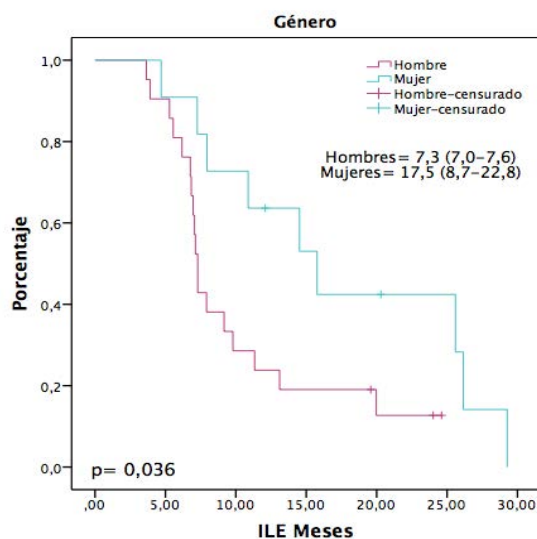 Género
Hombre
Mujer
Hombre-censurado
Mujer-censurado
Hombres= 7,3 (7,0-7,6)
Mujeres= 17,5 (8,7-22,8)
Porcentaje
1,0
0,8
0,6
0,4
0,2
0,0
p= 0,036
,00 5,00 10,00 15,00 20,00 25,00 30,00
ILE Meses